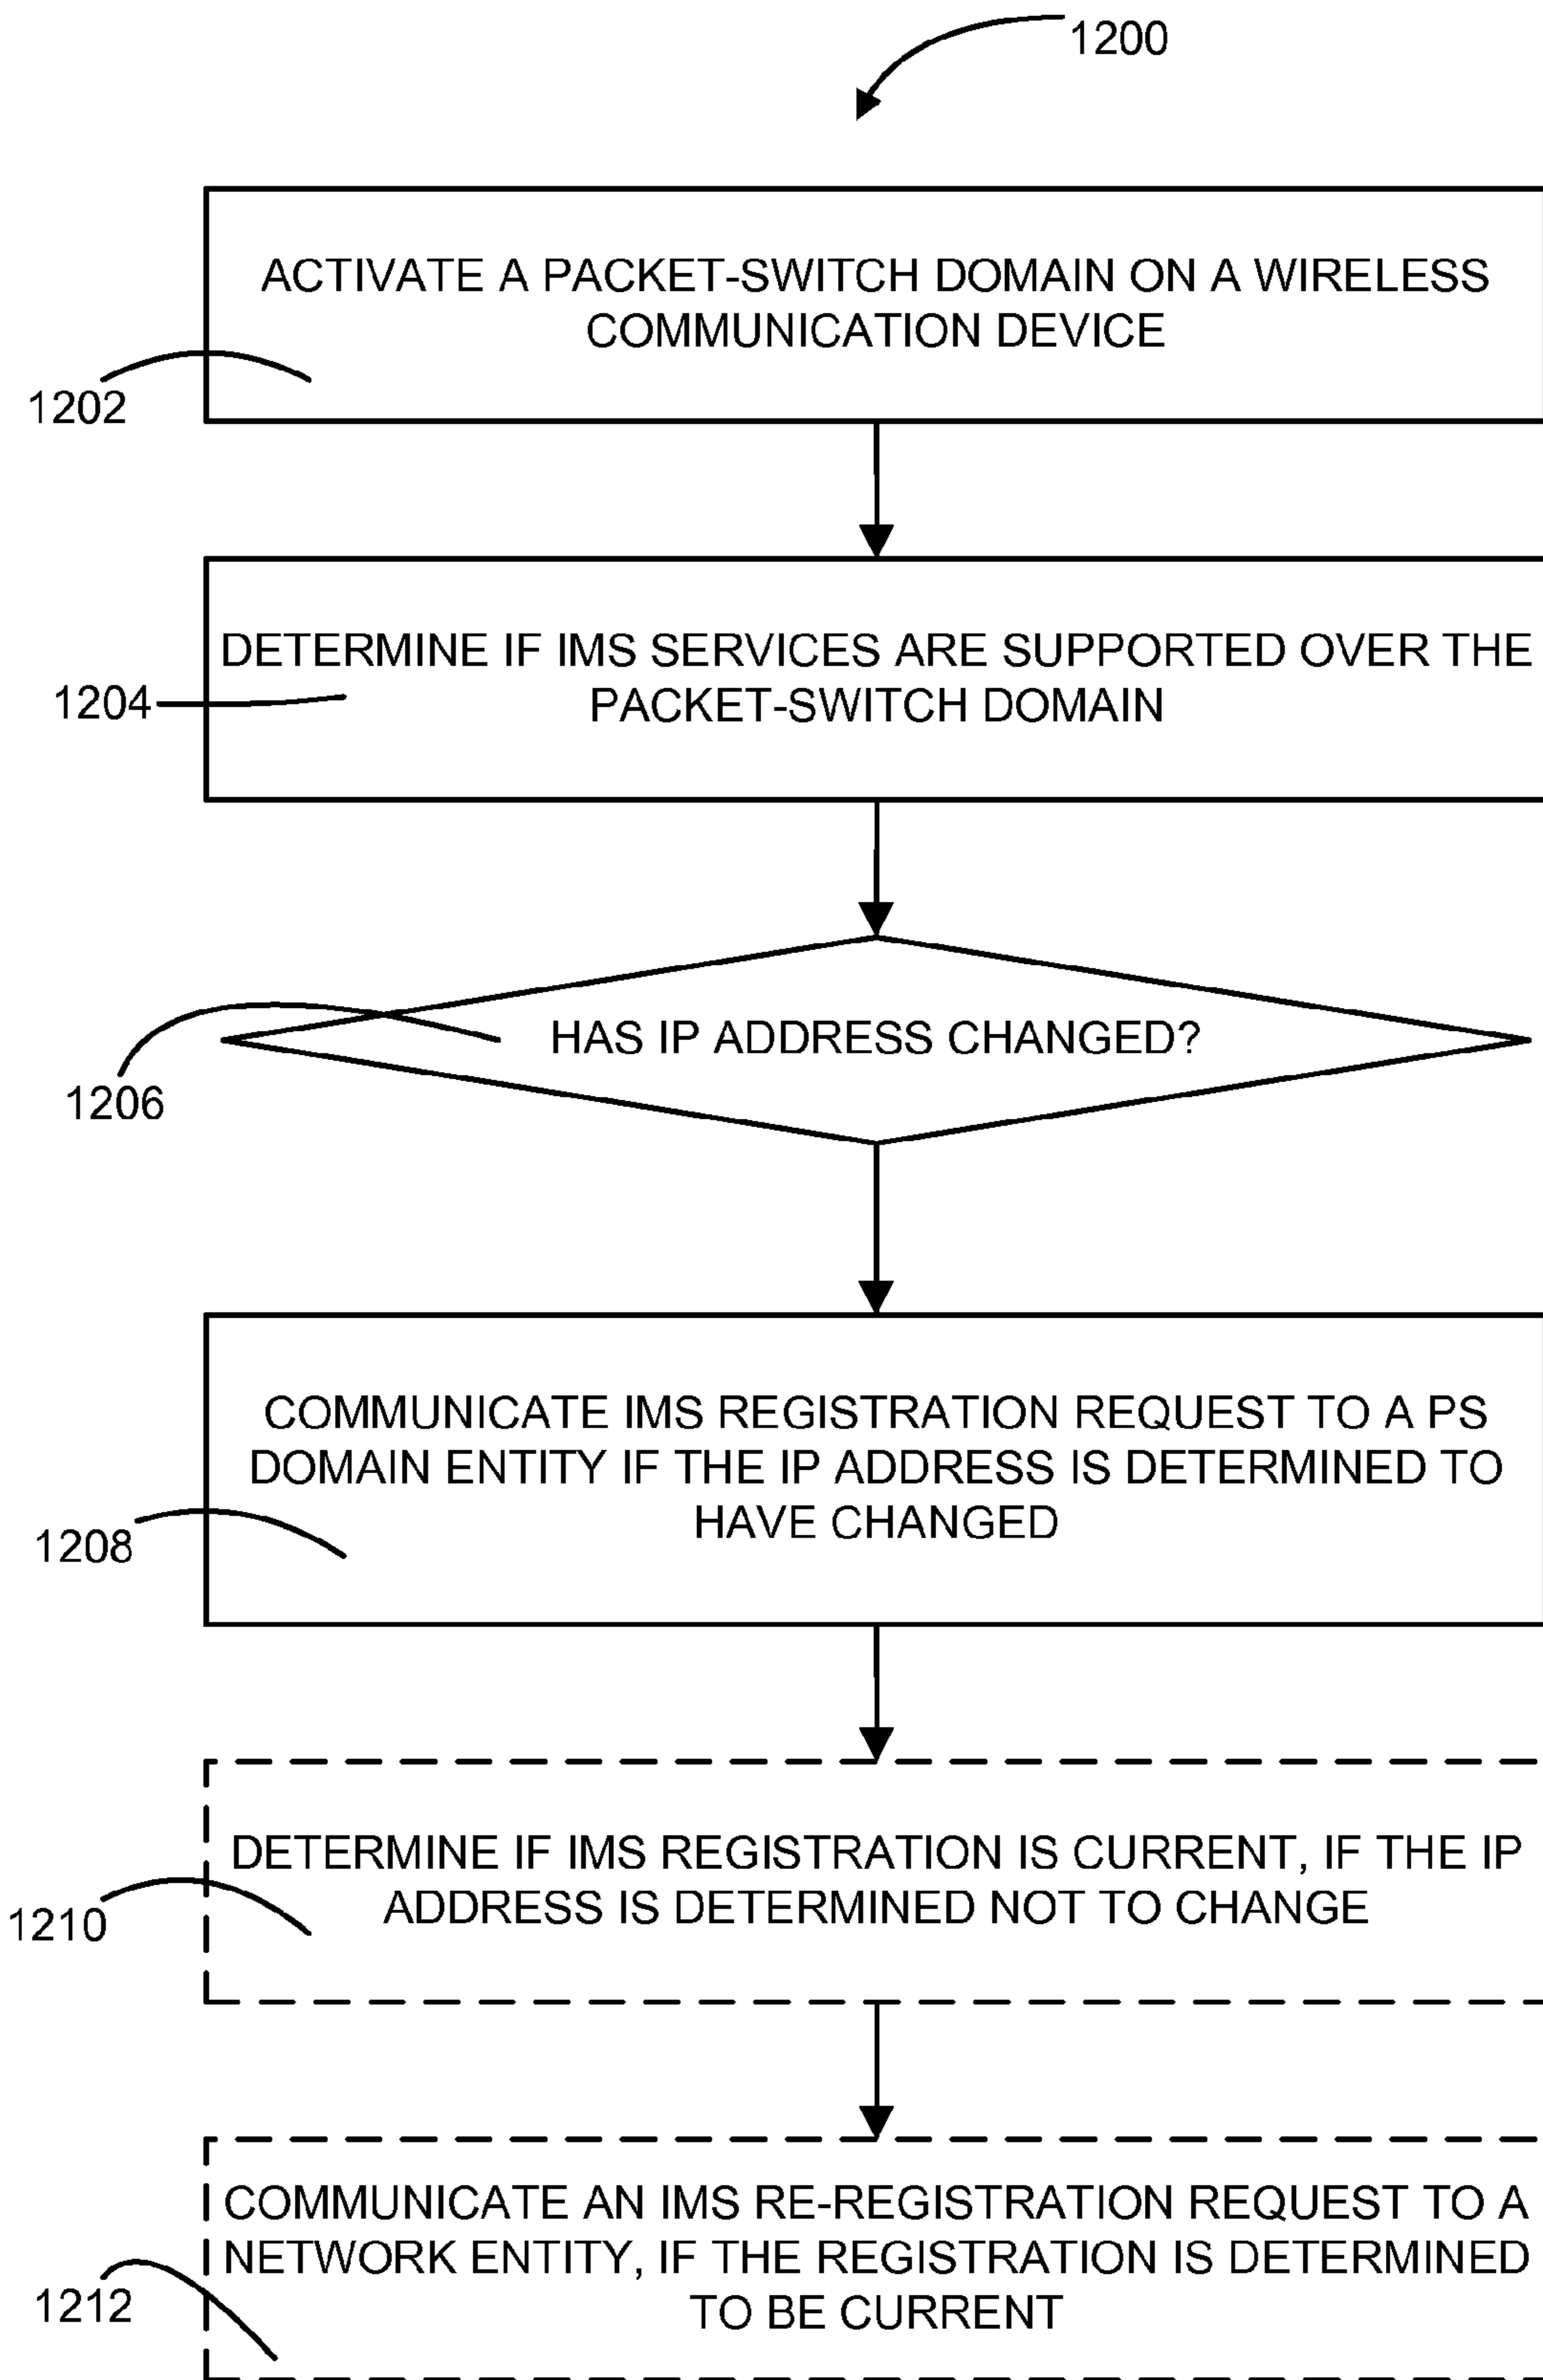 1200
ACTIVATE A PACKET-SWITCH DOMAIN ON A WIRELESS
COMMUNICATION DEVICE
1202
DETERMINE IF IMS SERVICES ARE SUPPORTED OVER THE
PACKET-SWITCH DOMAIN
1204
HAS IP ADDRESS CHANGED?
1206
COMMUNICATE IMS REGISTRATION REQUEST TO A PS
DOMAIN ENTITY IF THE IP ADDRESS IS DETERMINED TO
HAVE CHANGED
1208
DETERMINE IF IMS REGISTRATION IS CURRENT, IF THE IP
ADDRESS IS DETERMINED NOT TO CHANGE
1210
COMMUNICATE AN IMS RE-REGISTRATION REQUEST TO A
NETWORK ENTITY, IF THE REGISTRATION IS DETERMINED
TO BE CURRENT
1212